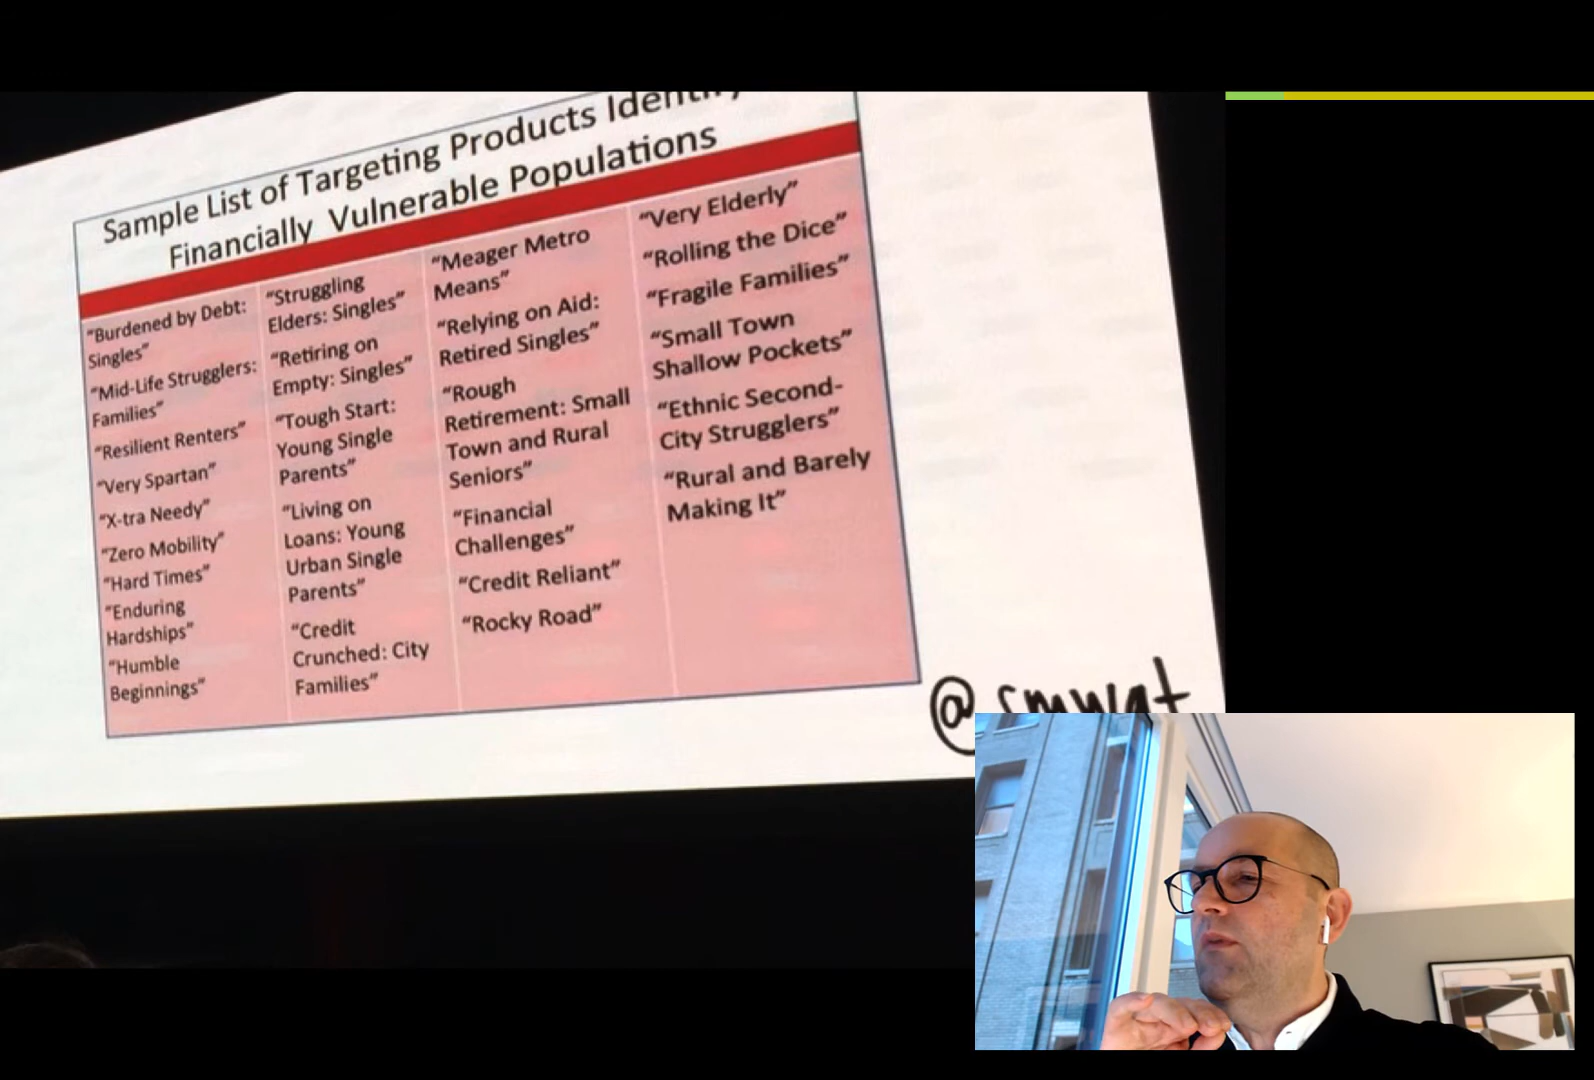 Sample List of Targeting Products Identify
Financially Vulnerable Populations
"Burdened by Debt:
Singles"
"Mid-Life Strugglers:
Families"
"Resilient Renters"
"Very Spartan"
"X-tra Needy"
"Zero Mobility"
"Hard Times"
"Enduring
Hardships"
"Humble
Beginnings"
"Struggling
Elders: Singles"
"Retiring on
Empty: Singles"
"Tough Start:
Young Single
Parents"
"Living on
Loans: Young
Urban Single
Parents"
"Credit
Crunched: City
Families"
"Meager Metro
Means"
"Relying on Aid:
Retired Singles"
"Rough
Retirement: Small
Town and Rural
Seniors"
"Financial
Challenges"
"Credit Reliant"
"Rocky Road"
"Very Elderly"
"Rolling the Dice"
"Fragile Families"
"Small Town
Shallow Pockets"
"Ethnic Second-
City Strugglers"
"Rural and Barely
Making It"
@smwat